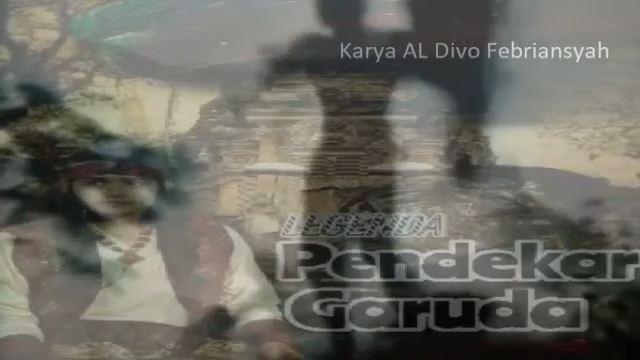 Karya AL Divo Febriansyah
LEGENDA
Pendekar
Garuda